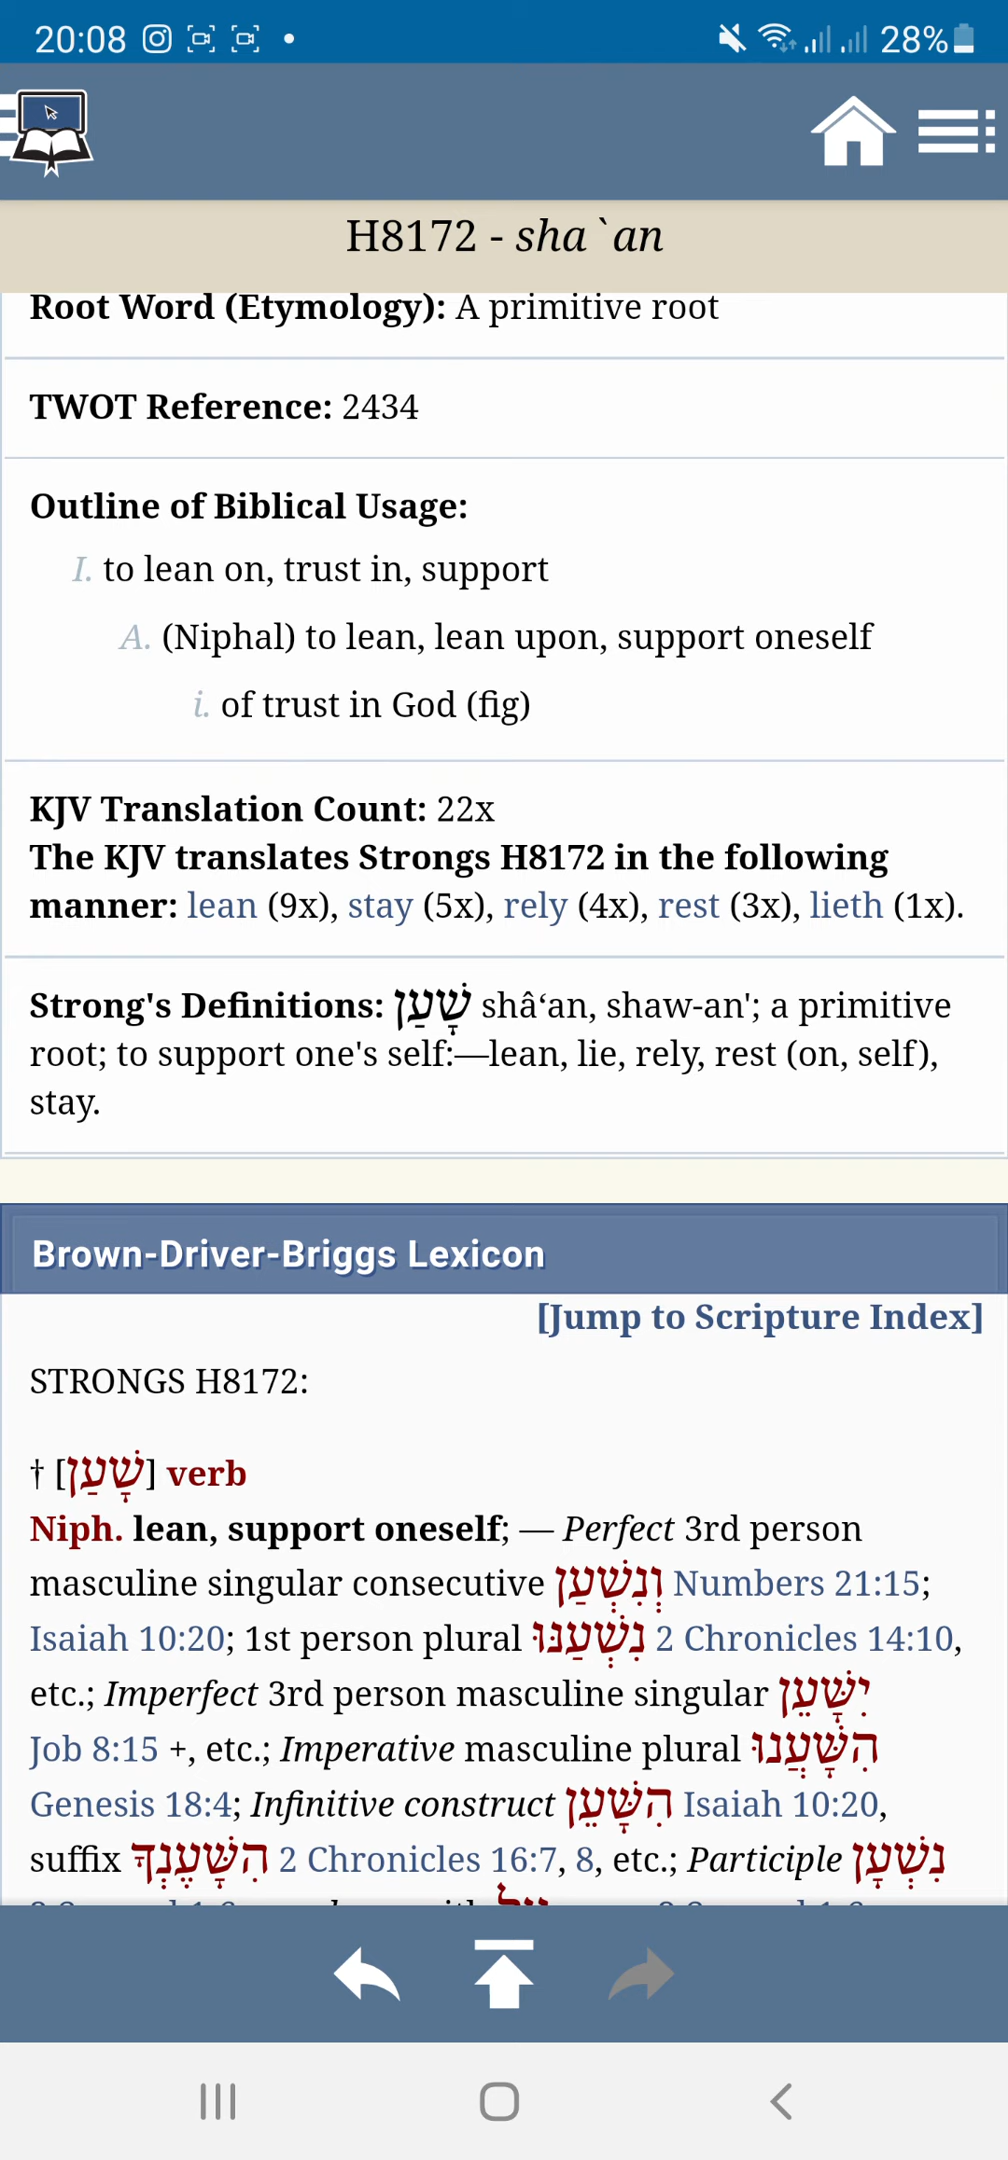 20:08 28%
H8172 - sha`an
Root Word (Etymology): A primitive root
TWOT Reference: 2434
Outline of Biblical Usage:
I. to lean on, trust in, support
A. (Niphal) to lean, lean upon, support oneself
i. of trust in God (fig)
KJV Translation Count: 22x
The KJV translates Strongs H8172 in the following
manner: lean (9x), stay (5x), rely (4x), rest (3x), lieth (1x).
Strong's Definitions: שָׁעַן shâʻan, shaw-an'; a primitive
root; to support one's self:—lean, lie, rely, rest (on, self),
stay.
Brown-Driver-Briggs Lexicon
[Jump to Scripture Index]
STRONGS H8172:
† [שָׁעַן] verb
Niph. lean, support oneself; — Perfect 3rd person
masculine singular consecutive וְנִשְׁעַן Numbers 21:15;
Isaiah 10:20; 1st person plural נִשְׁעַנּוּ 2 Chronicles 14:10,
etc.; Imperfect 3rd person masculine singular יִשָּׁעֵן
Job 8:15 +, etc.; Imperative masculine plural הִשָּׁעֲנוּ
Genesis 18:4; Infinitive construct הִשָּׁעֵן Isaiah 10:20,
suffix הִשָּׁעֶנְךָ 2 Chronicles 16:7, 8, etc.; Participle נִשְׁעָן